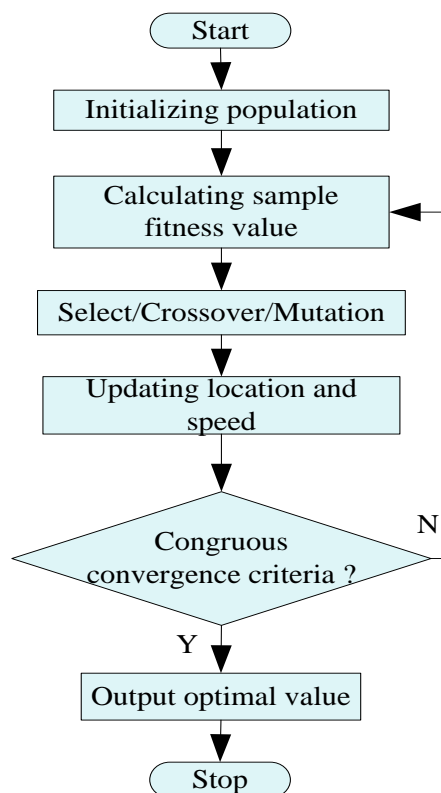 Start
Initializing population
Calculating sample
fitness value
Select/Crossover/Mutation
Updating location and
speed
Congruous
convergence criteria ?
N
Y
Output optimal value
Stop